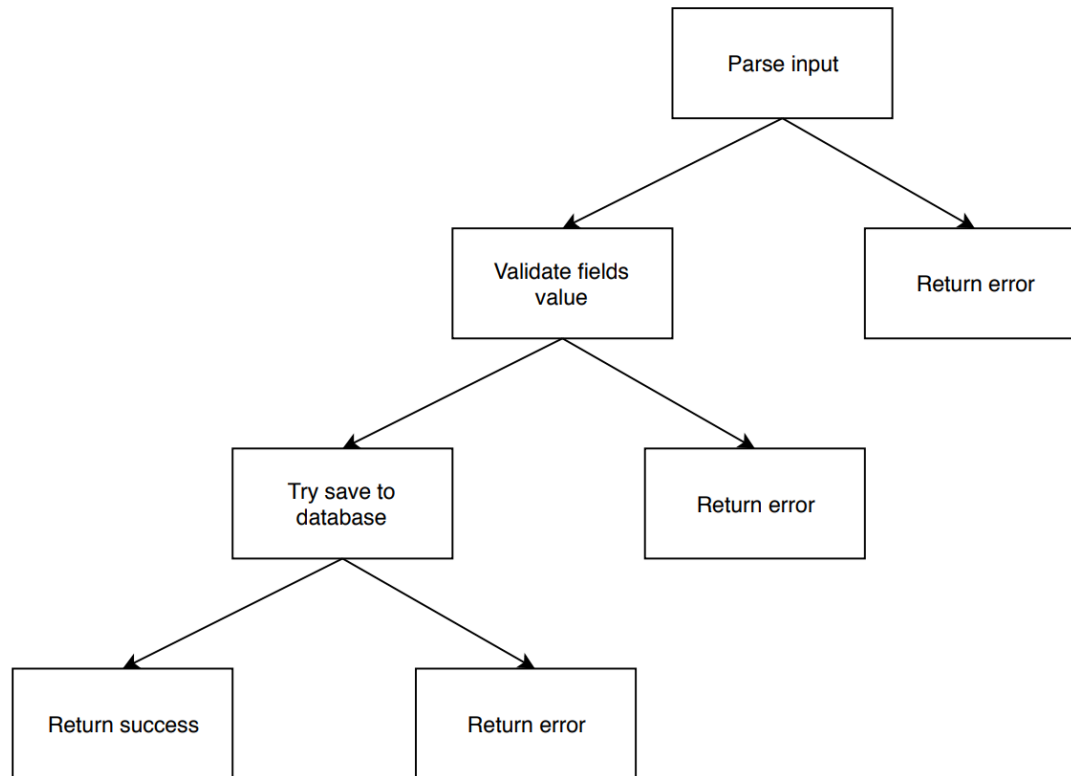 Parse input
Validate fields
value
Return error
Try save to
database
Return error
Return success
Return error